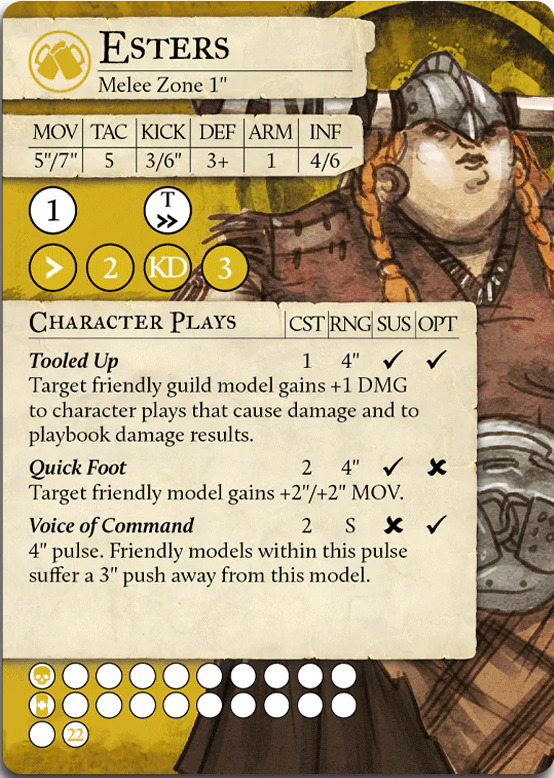 ESTERS
Melee Zone 1"
MOV TAC KICK DEF ARM INF
5"/7" 5 3/6" 3+ 1 4/6
1 T »
> 2 KD 3
CHARACTER PLAYS CST RNG SUS OPT
Tooled Up 1 4" ✓ ✓
Target friendly guild model gains +1 DMG
to character plays that cause damage and to
playbook damage results.
Quick Foot 2 4" ✓ ✘
Target friendly model gains +2"/+2" MOV.
Voice of Command 2 S ✘ ✓
4" pulse. Friendly models within this pulse
suffer a 3" push away from this model.
22